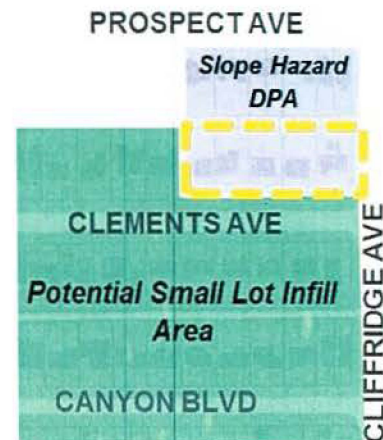 PROSPECT AVE
Slope Hazard
DPA
CLEMENTS AVE
Potential Small Lot Infill
Area
CANYON BLVD
CLIFFRIDGE AVE